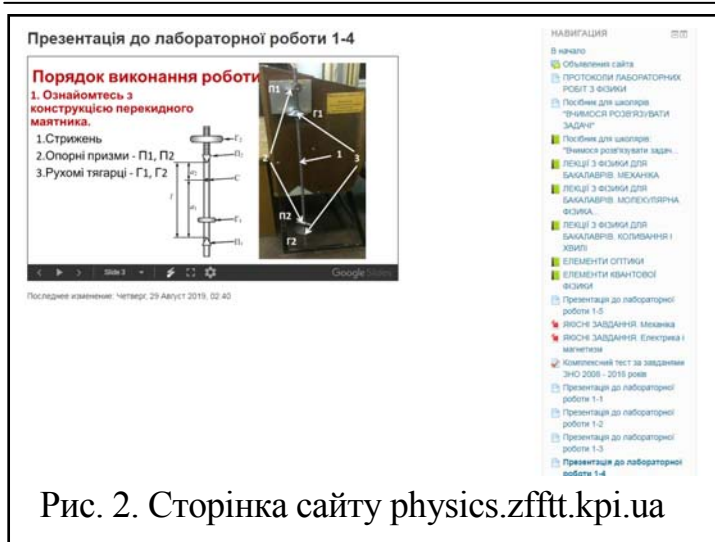 Презентація до лабораторної роботи 1-4
Порядок виконання роботи
1. Ознайомтесь з
конструкцією перекидного
маятника.
1.Стрижень
2.Опорні призми - П1, П2
3.Рухомі тягарці - Г1, Г2
Г₂
П₂
С
l
Г₁
П₁
П1
Г1
2
1
3
П2
Г2
Slide 3
Google Slides
Последнее изменение: Четверг, 29 Август 2019, 02:40
НАВИГАЦИЯ
В начало
Объявления сайта
ПРОТОКОЛИ ЛАБОРАТОРНИХ
РОБІТ З ФІЗИКИ
Посібник для школярів
"ВЧИМОСЯ РОЗВ'ЯЗУВАТИ
ЗАДАЧІ"
Посібник для школярів:
"Вчимося розв'язувати задач...
ЛЕКЦІЇ З ФІЗИКИ ДЛЯ
БАКАЛАВРІВ. МЕХАНІКА
ЛЕКЦІЇ З ФІЗИКИ ДЛЯ
БАКАЛАВРІВ. МОЛЕКУЛЯРНА
ФІЗИКА...
ЛЕКЦІЇ З ФІЗИКИ ДЛЯ
БАКАЛАВРІВ. КОЛИВАННЯ І
ХВИЛІ
ЕЛЕМЕНТИ ОПТИКИ
ЕЛЕМЕНТИ КВАНТОВОЇ
ФІЗИКИ
Презентація до лабораторної
роботи 1-5
ЯКІСНІ ЗАВДАННЯ. Механіка
ЯКІСНІ ЗАВДАННЯ. Електрика і
магнетизм
Комплексний тест за завданнями
ЗНО 2008 - 2016 років
Презентація до лабораторної
роботи 1-1
Презентація до лабораторної
роботи 1-2
Презентація до лабораторної
роботи 1-3
Презентація до лабораторної
роботи 1-4
Рис. 2. Сторінка сайту physics.zfftt.kpi.ua